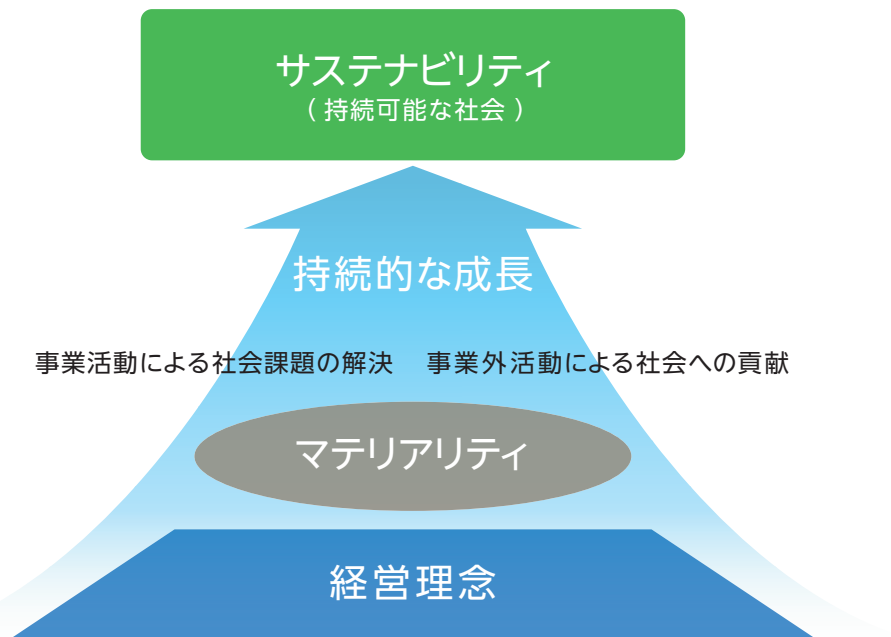 サステナビリティ
（ 持続可能な社会 ）
持続的な成長
事業活動による社会課題の解決　事業外活動による社会への貢献
マテリアリティ
経営理念